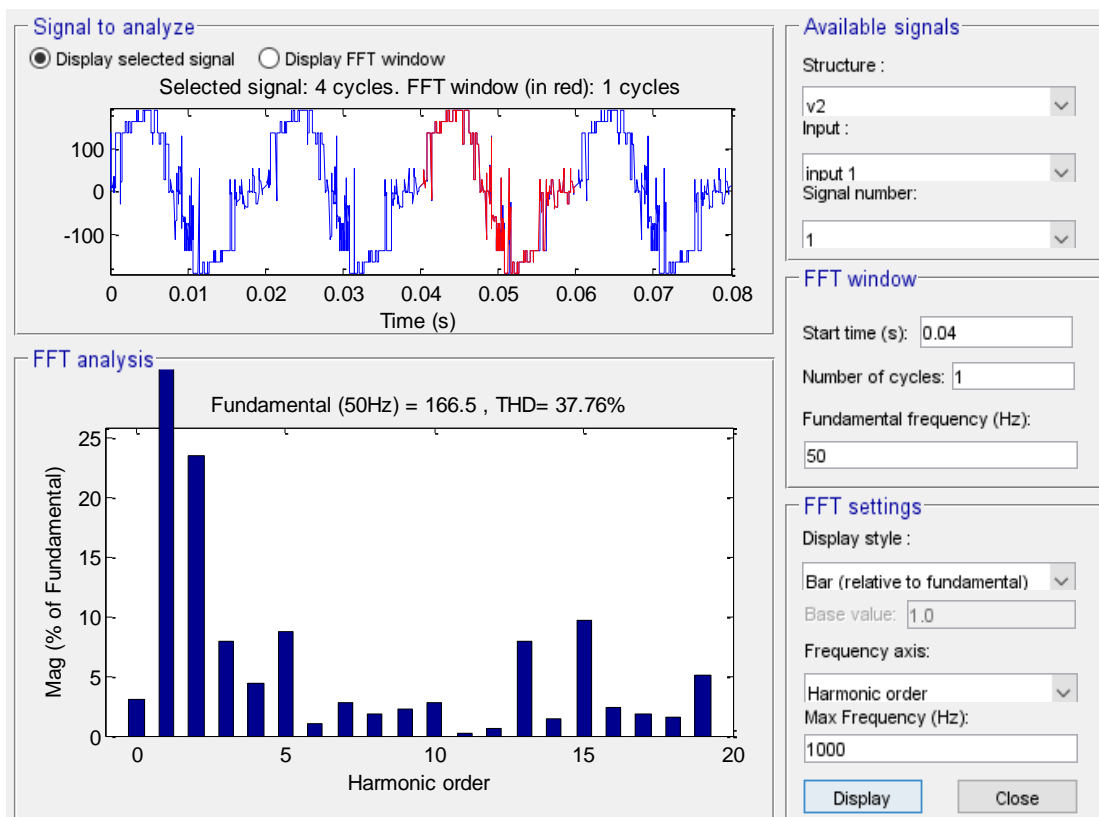 Signal to analyze
Display selected signal Display FFT window
Selected signal: 4 cycles. FFT window (in red): 1 cycles
100
0
-100
0 0.01 0.02 0.03 0.04 0.05 0.06 0.07 0.08
Time (s)
FFT analysis
Fundamental (50Hz) = 166.5 , THD= 37.76%
25
20
15
10
5
0
Mag (% of Fundamental)
0 5 10 15 20
Harmonic order
Available signals
Structure :
v2
Input :
input 1
Signal number:
1
FFT window
Start time (s): 0.04
Number of cycles: 1
Fundamental frequency (Hz):
50
FFT settings
Display style :
Bar (relative to fundamental)
Base value: 1.0
Frequency axis:
Harmonic order
Max Frequency (Hz):
1000
Display Close